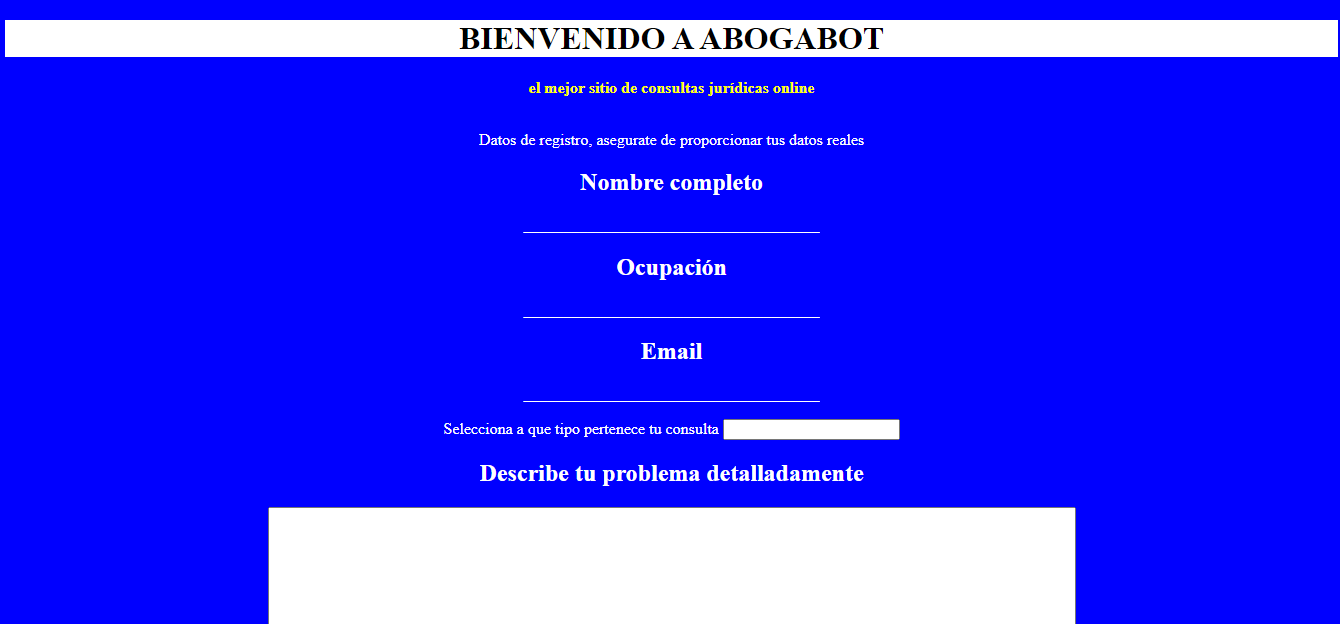 BIENVENIDO A ABOGABOT
el mejor sitio de consultas jurídicas online
Datos de registro, asegurate de proporcionar tus datos reales
Nombre completo
Ocupación
Email
Selecciona a que tipo pertenece tu consulta
Describe tu problema detalladamente